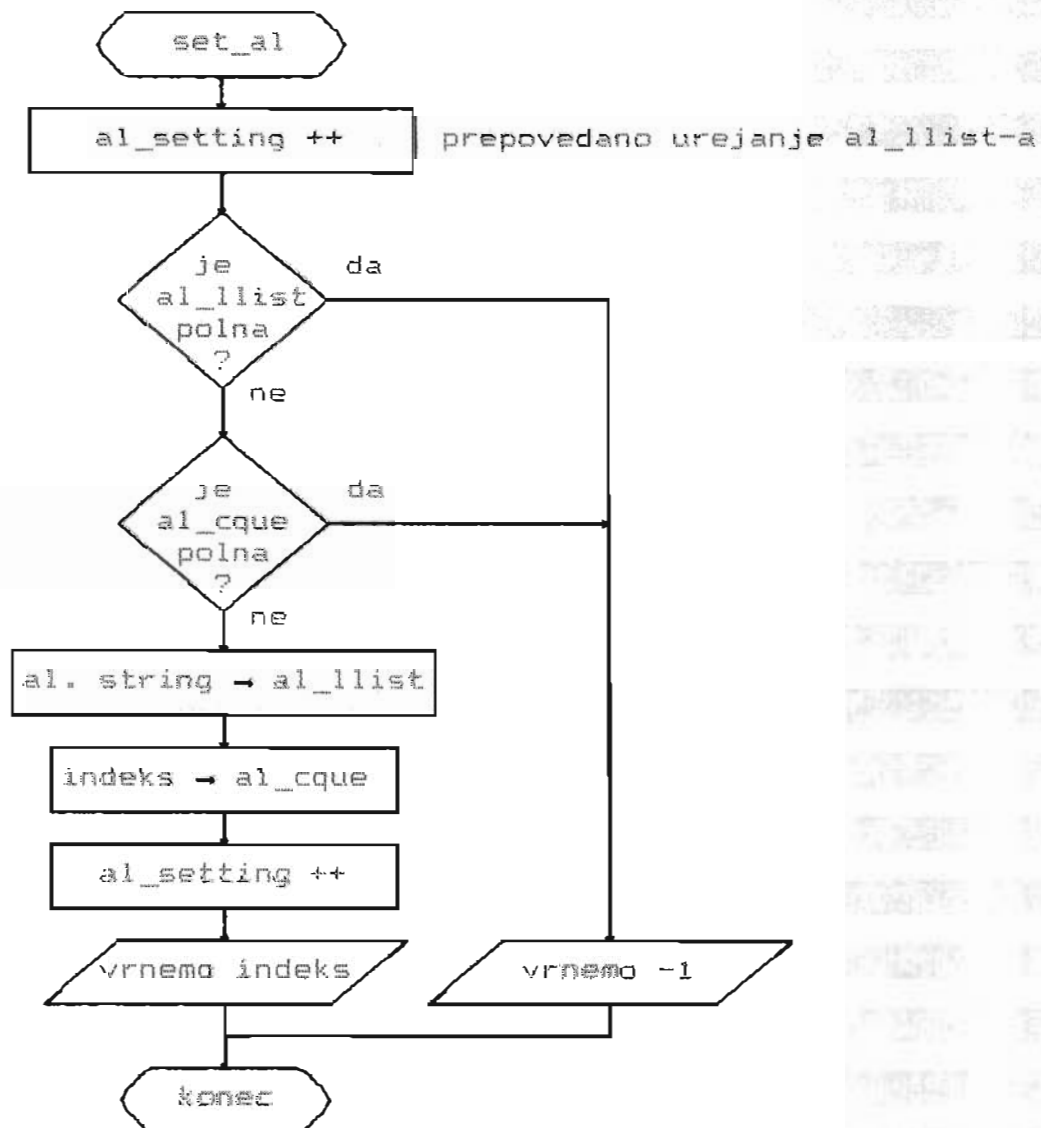 set_al
al_setting ++
prepovedano urejanje al_llist-a
je
al_llist
polna
?
da
ne
je
al_cque
polna
?
da
ne
al. string → al_llist
indeks → al_cque
al_setting ++
vrnemo indeks
vrnemo -1
konec